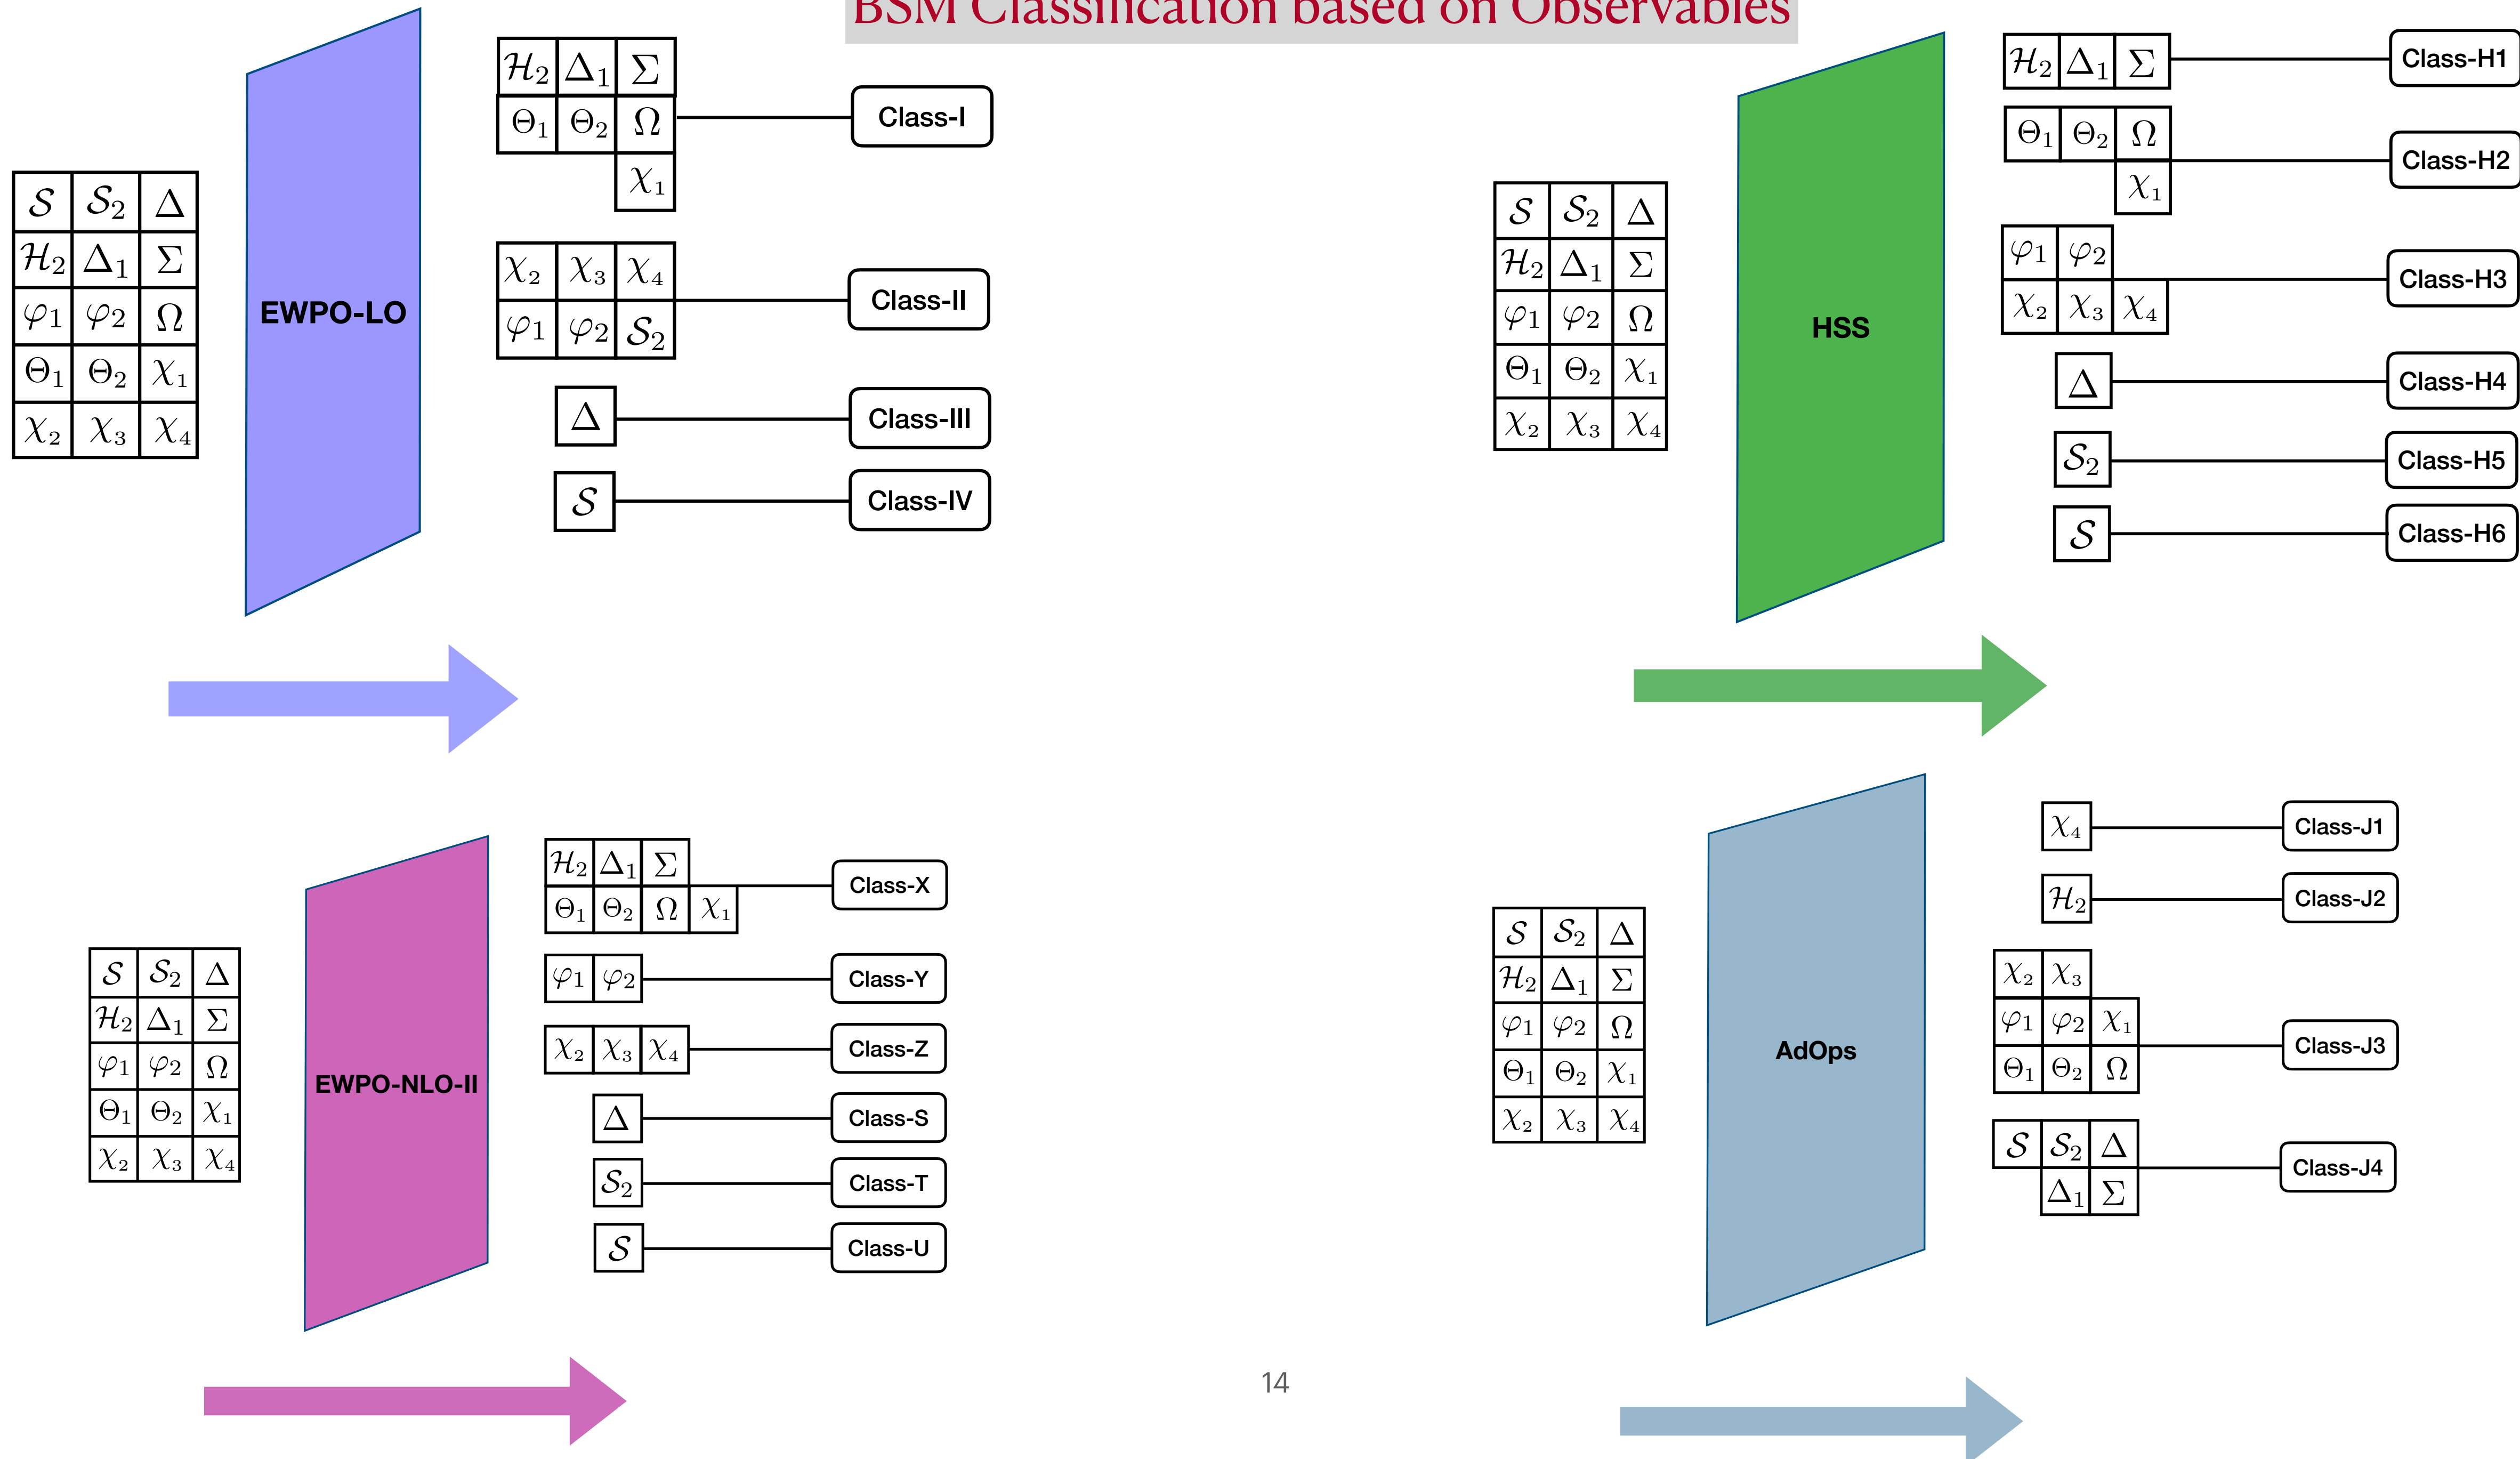 BSM Classification based on Observables
𝒮 𝒮₂ Δ
ℋ₂ Δ₁ Σ
φ₁ φ₂ Ω
Θ₁ Θ₂ χ₁
χ₂ χ₃ χ₄
EWPO-LO
ℋ₂ Δ₁ Σ
Θ₁ Θ₂ Ω
χ₁
Class-I
χ₂ χ₃ χ₄
φ₁ φ₂ 𝒮₂
Class-II
Δ
Class-III
𝒮
Class-IV
𝒮 𝒮₂ Δ
ℋ₂ Δ₁ Σ
φ₁ φ₂ Ω
Θ₁ Θ₂ χ₁
χ₂ χ₃ χ₄
HSS
ℋ₂ Δ₁ Σ
Class-H1
Θ₁ Θ₂ Ω
χ₁
Class-H2
φ₁ φ₂
χ₂ χ₃ χ₄
Class-H3
Δ
Class-H4
𝒮₂
Class-H5
𝒮
Class-H6
𝒮 𝒮₂ Δ
ℋ₂ Δ₁ Σ
φ₁ φ₂ Ω
Θ₁ Θ₂ χ₁
χ₂ χ₃ χ₄
EWPO-NLO-II
ℋ₂ Δ₁ Σ
Θ₁ Θ₂ Ω χ₁
Class-X
φ₁ φ₂
Class-Y
χ₂ χ₃ χ₄
Class-Z
Δ
Class-S
𝒮₂
Class-T
𝒮
Class-U
𝒮 𝒮₂ Δ
ℋ₂ Δ₁ Σ
φ₁ φ₂ Ω
Θ₁ Θ₂ χ₁
χ₂ χ₃ χ₄
AdOps
χ₄
Class-J1
ℋ₂
Class-J2
χ₂ χ₃
φ₁ φ₂ χ₁
Θ₁ Θ₂ Ω
Class-J3
𝒮 𝒮₂ Δ
Δ₁ Σ
Class-J4
14